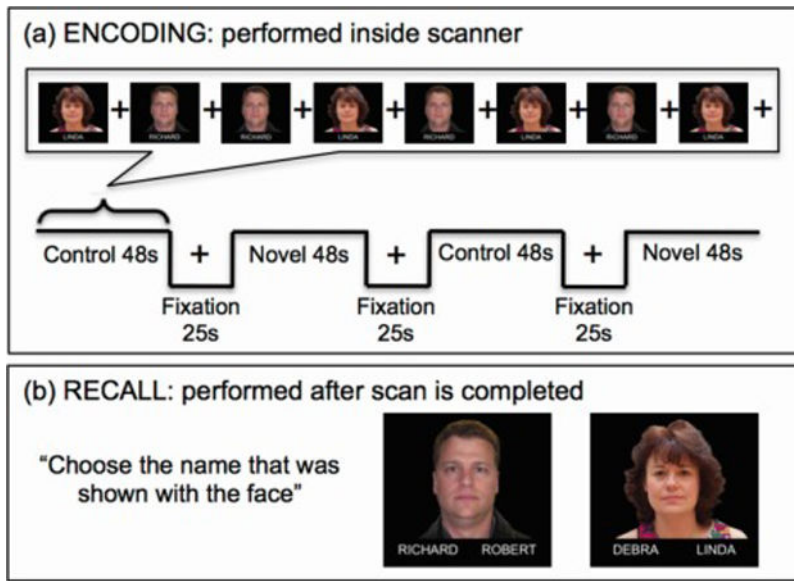 (a) ENCODING: performed inside scanner
LINDA + RICHARD + RICHARD + LINDA + RICHARD + LINDA + RICHARD + LINDA +
Control 48s + Novel 48s + Control 48s + Novel 48s
Fixation Fixation Fixation
25s 25s 25s
(b) RECALL: performed after scan is completed
“Choose the name that was
shown with the face”
RICHARD ROBERT DEBRA LINDA